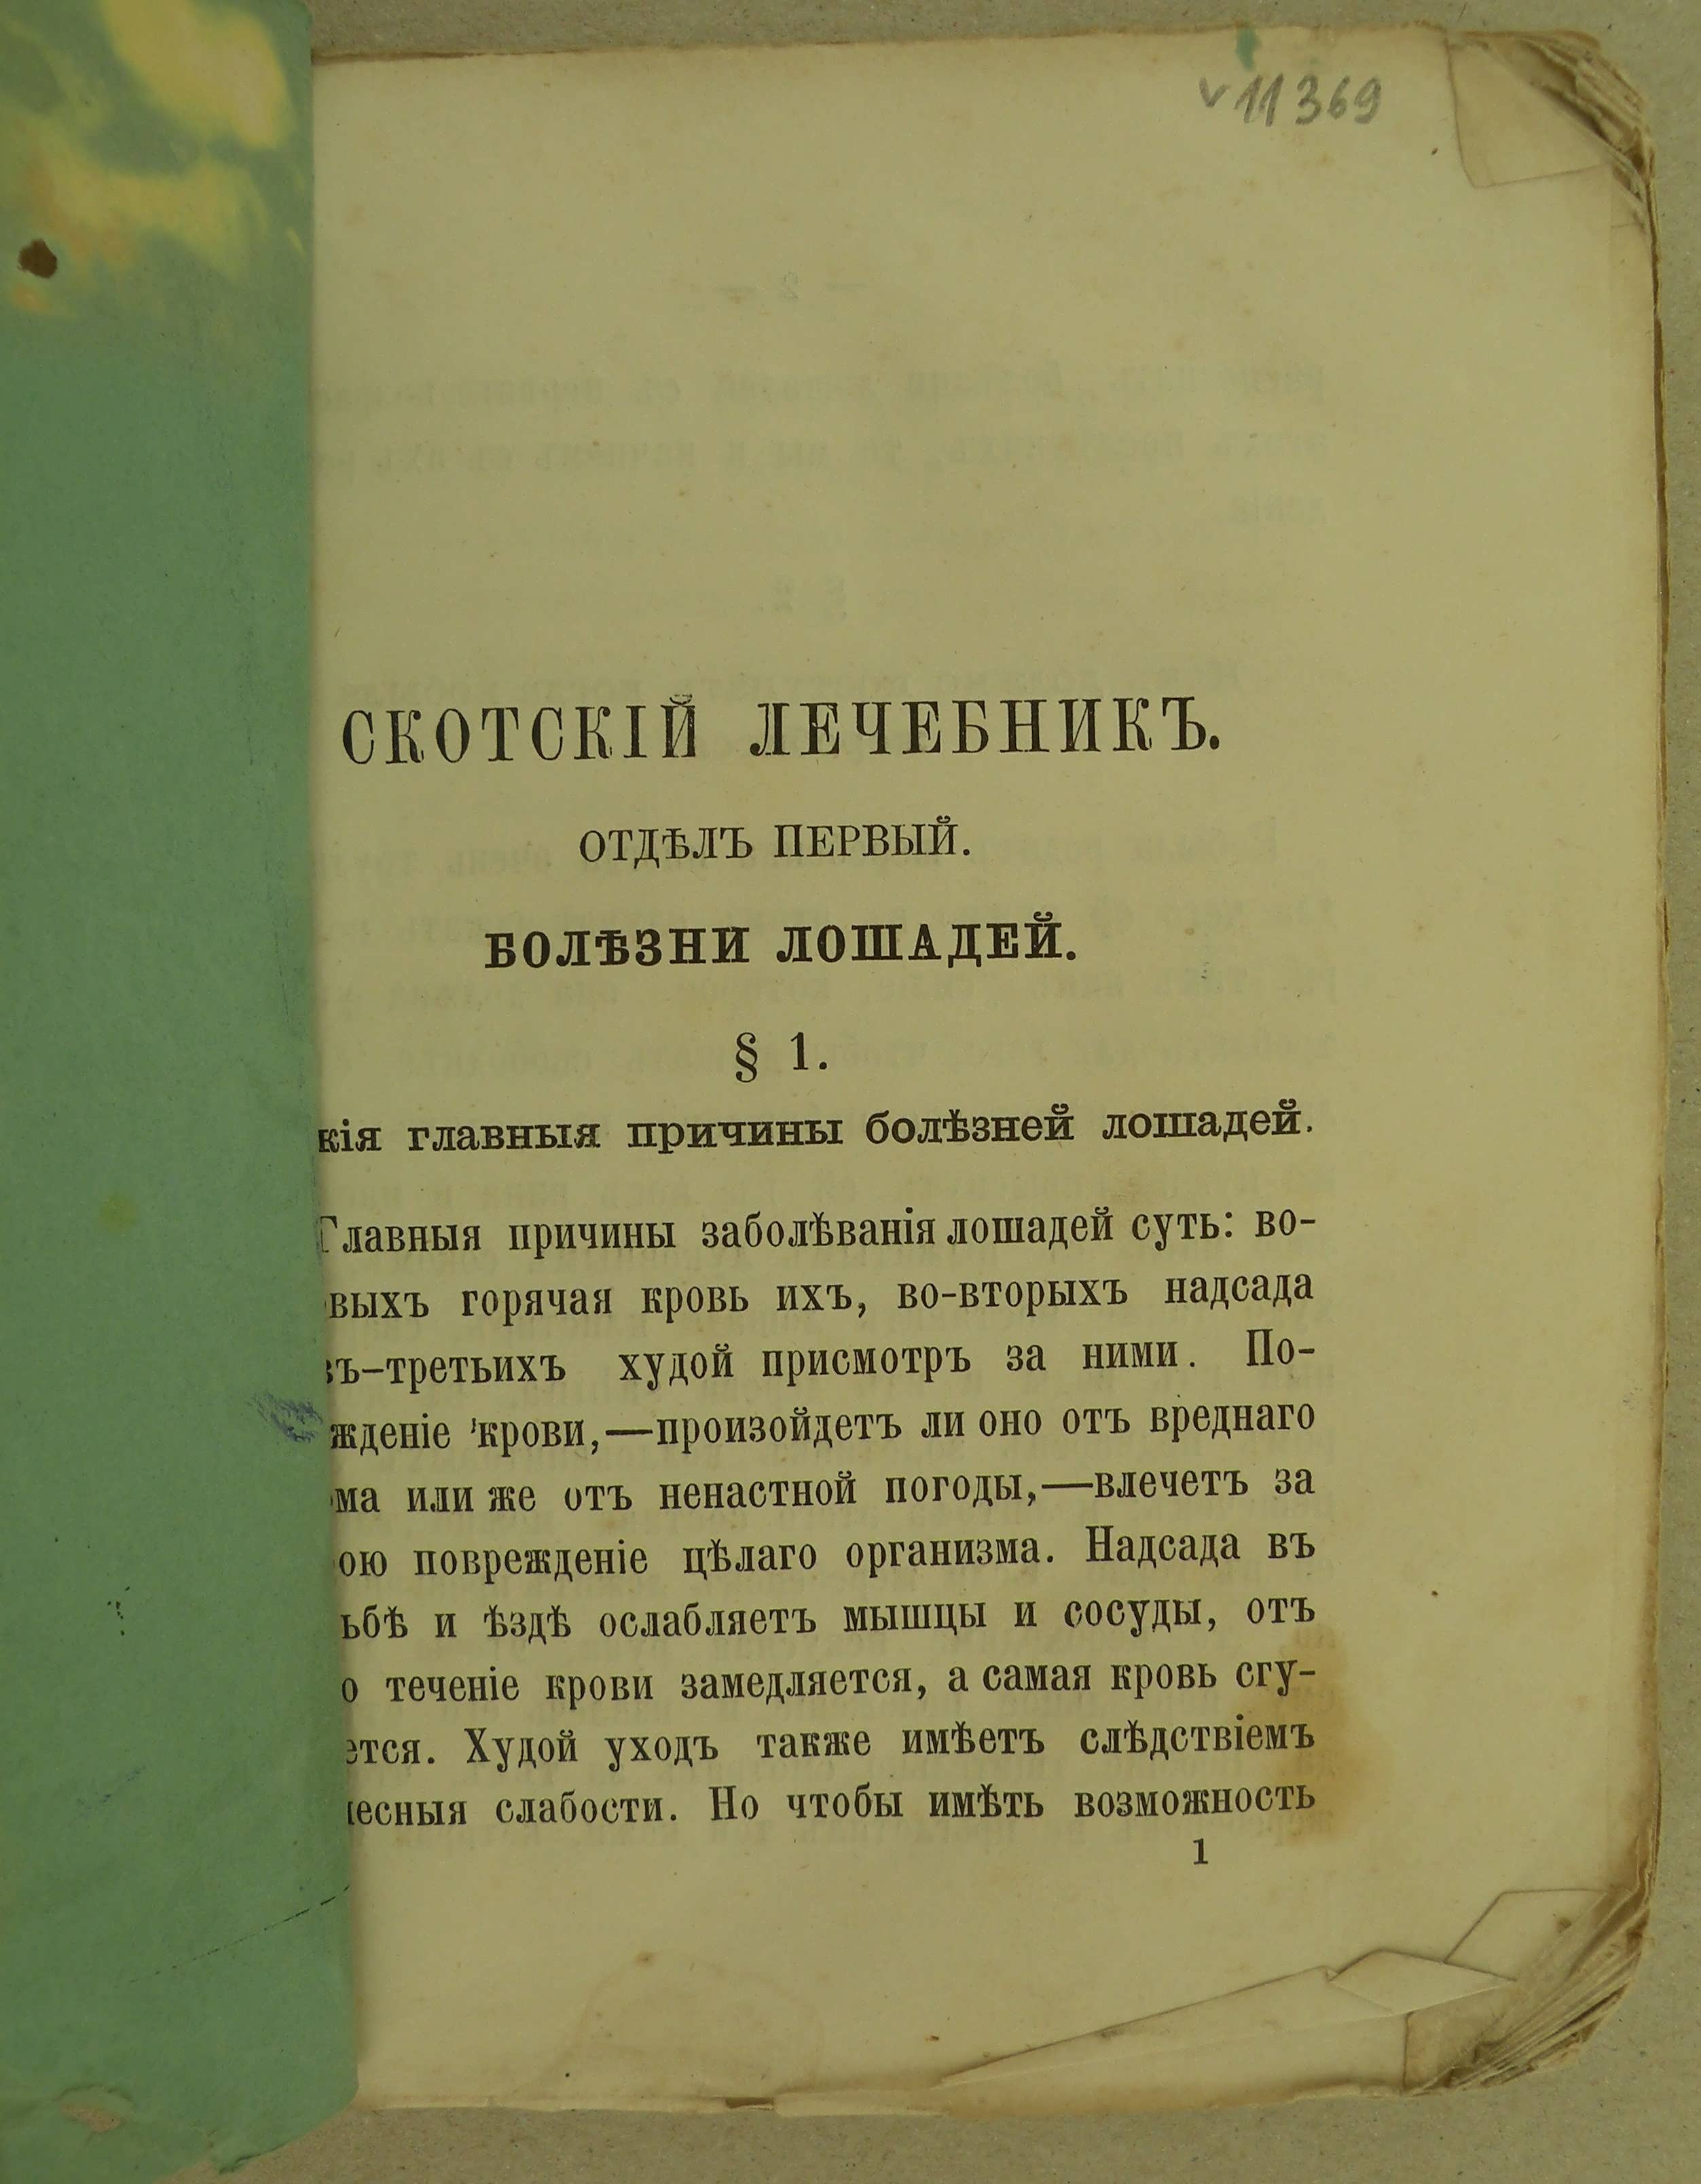 11369
СКОТСКІЙ ЛЕЧЕБНИКЪ.
ОТДѢЛЪ ПЕРВЫЙ.
БОЛѢЗНИ ЛОШАДЕЙ.
§ 1.
кія главныя причины болѣзней лошадей.
Главныя причины заболѣванія лошадей суть: во-
выхъ горячая кровь ихъ, во-вторыхъ надсада
въ-третьихъ худой присмотръ за ними. По-
жденіе крови,—произойдетъ ли оно отъ вреднаго
ма или же отъ ненастной погоды,—влечетъ за
ою поврежденіе цѣлаго организма. Надсада въ
ьбѣ и ѣздѣ ослабляетъ мышцы и сосуды, отъ
о теченіе крови замедляется, а самая кровь сгу-
ется. Худой уходъ также имѣетъ слѣдствіемъ
лесныя слабости. Но чтобы имѣть возможность
1